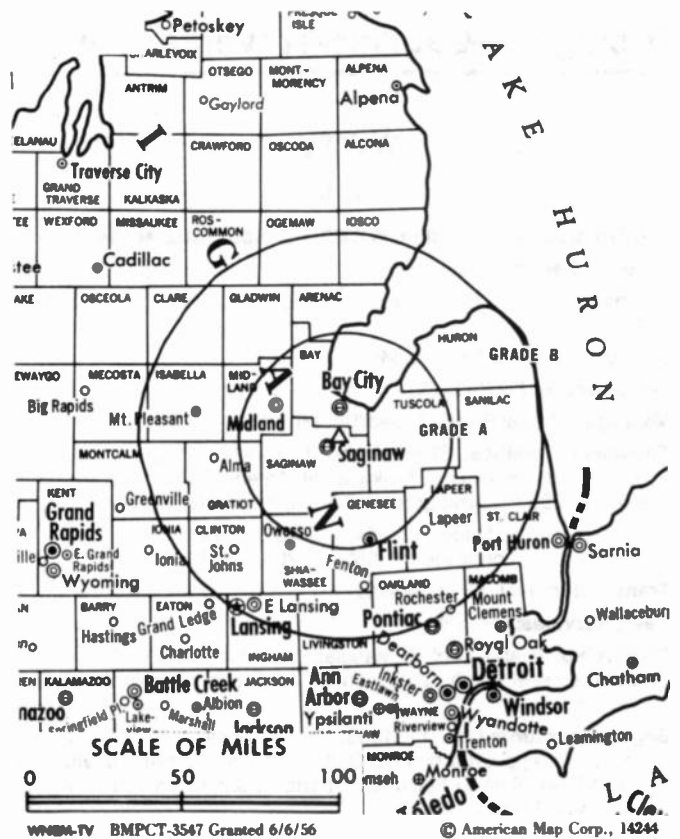 ISLE
Petoskey
ARLEVOIX
OTSEGO
MONT-
MORENCY
ALPENA
LAKE HURON
ANTRIM
Gaylord
Alpena
ELANAU
CRAWFORD
OSCODA
ALCONA
Traverse City
GRAND
TRAVERSE
KALKASKA
WEXFORD
MISSAUKEE
ROS-
COMMON
OGEMAW
IOSCO
Cadillac
OSCEOLA
CLARE
GLADWIN
ARENAC
HURON
BAY
GRADE B
EWAYGO
MECOSTA
ISABELLA
MID-
LAND
Bay City
TUSCOLA
SANILAC
Big Rapids
Mt. Pleasant
Midland
GRADE A
MONTCALM
Alma
SAGINAW
Saginaw
KENT
Greenville
GRATIOT
GENESEE
LAPEER
Grand
Rapids
IONIA
CLINTON
Owosso
Lapeer
ST. CLAIR
E. Grand
Rapids
Ionia
St.
Johns
Flint
Port Huron
Sarnia
Wyoming
SHIA-
WASSEE
Fenton
OAKLAND
MACOMB
BARRY
EATON
E Lansing
Rochester
Mount
Clemens
Wallacebur
Hastings
Grand Ledge
Lansing
Pontiac
Charlotte
LIVINGSTON
Royal Oak
INGHAM
Dearborn
Detroit
KALAMAZOO
Battle Creek
JACKSON
Ann
Arbor
Inkster
Eastlawn
Chatham
Albion
Windsor
nazoo
Springfield Pl
Lake-
view
Marshall
Jackson
Ypsilanti
WAYNE
Wyandotte
Riverview
SCALE OF MILES
MONROE
Trenton
Leamington
0 50 100
Monroe
WNEM-TV BMPCT-3547 Granted 6/6/56 © American Map Corp., 14244